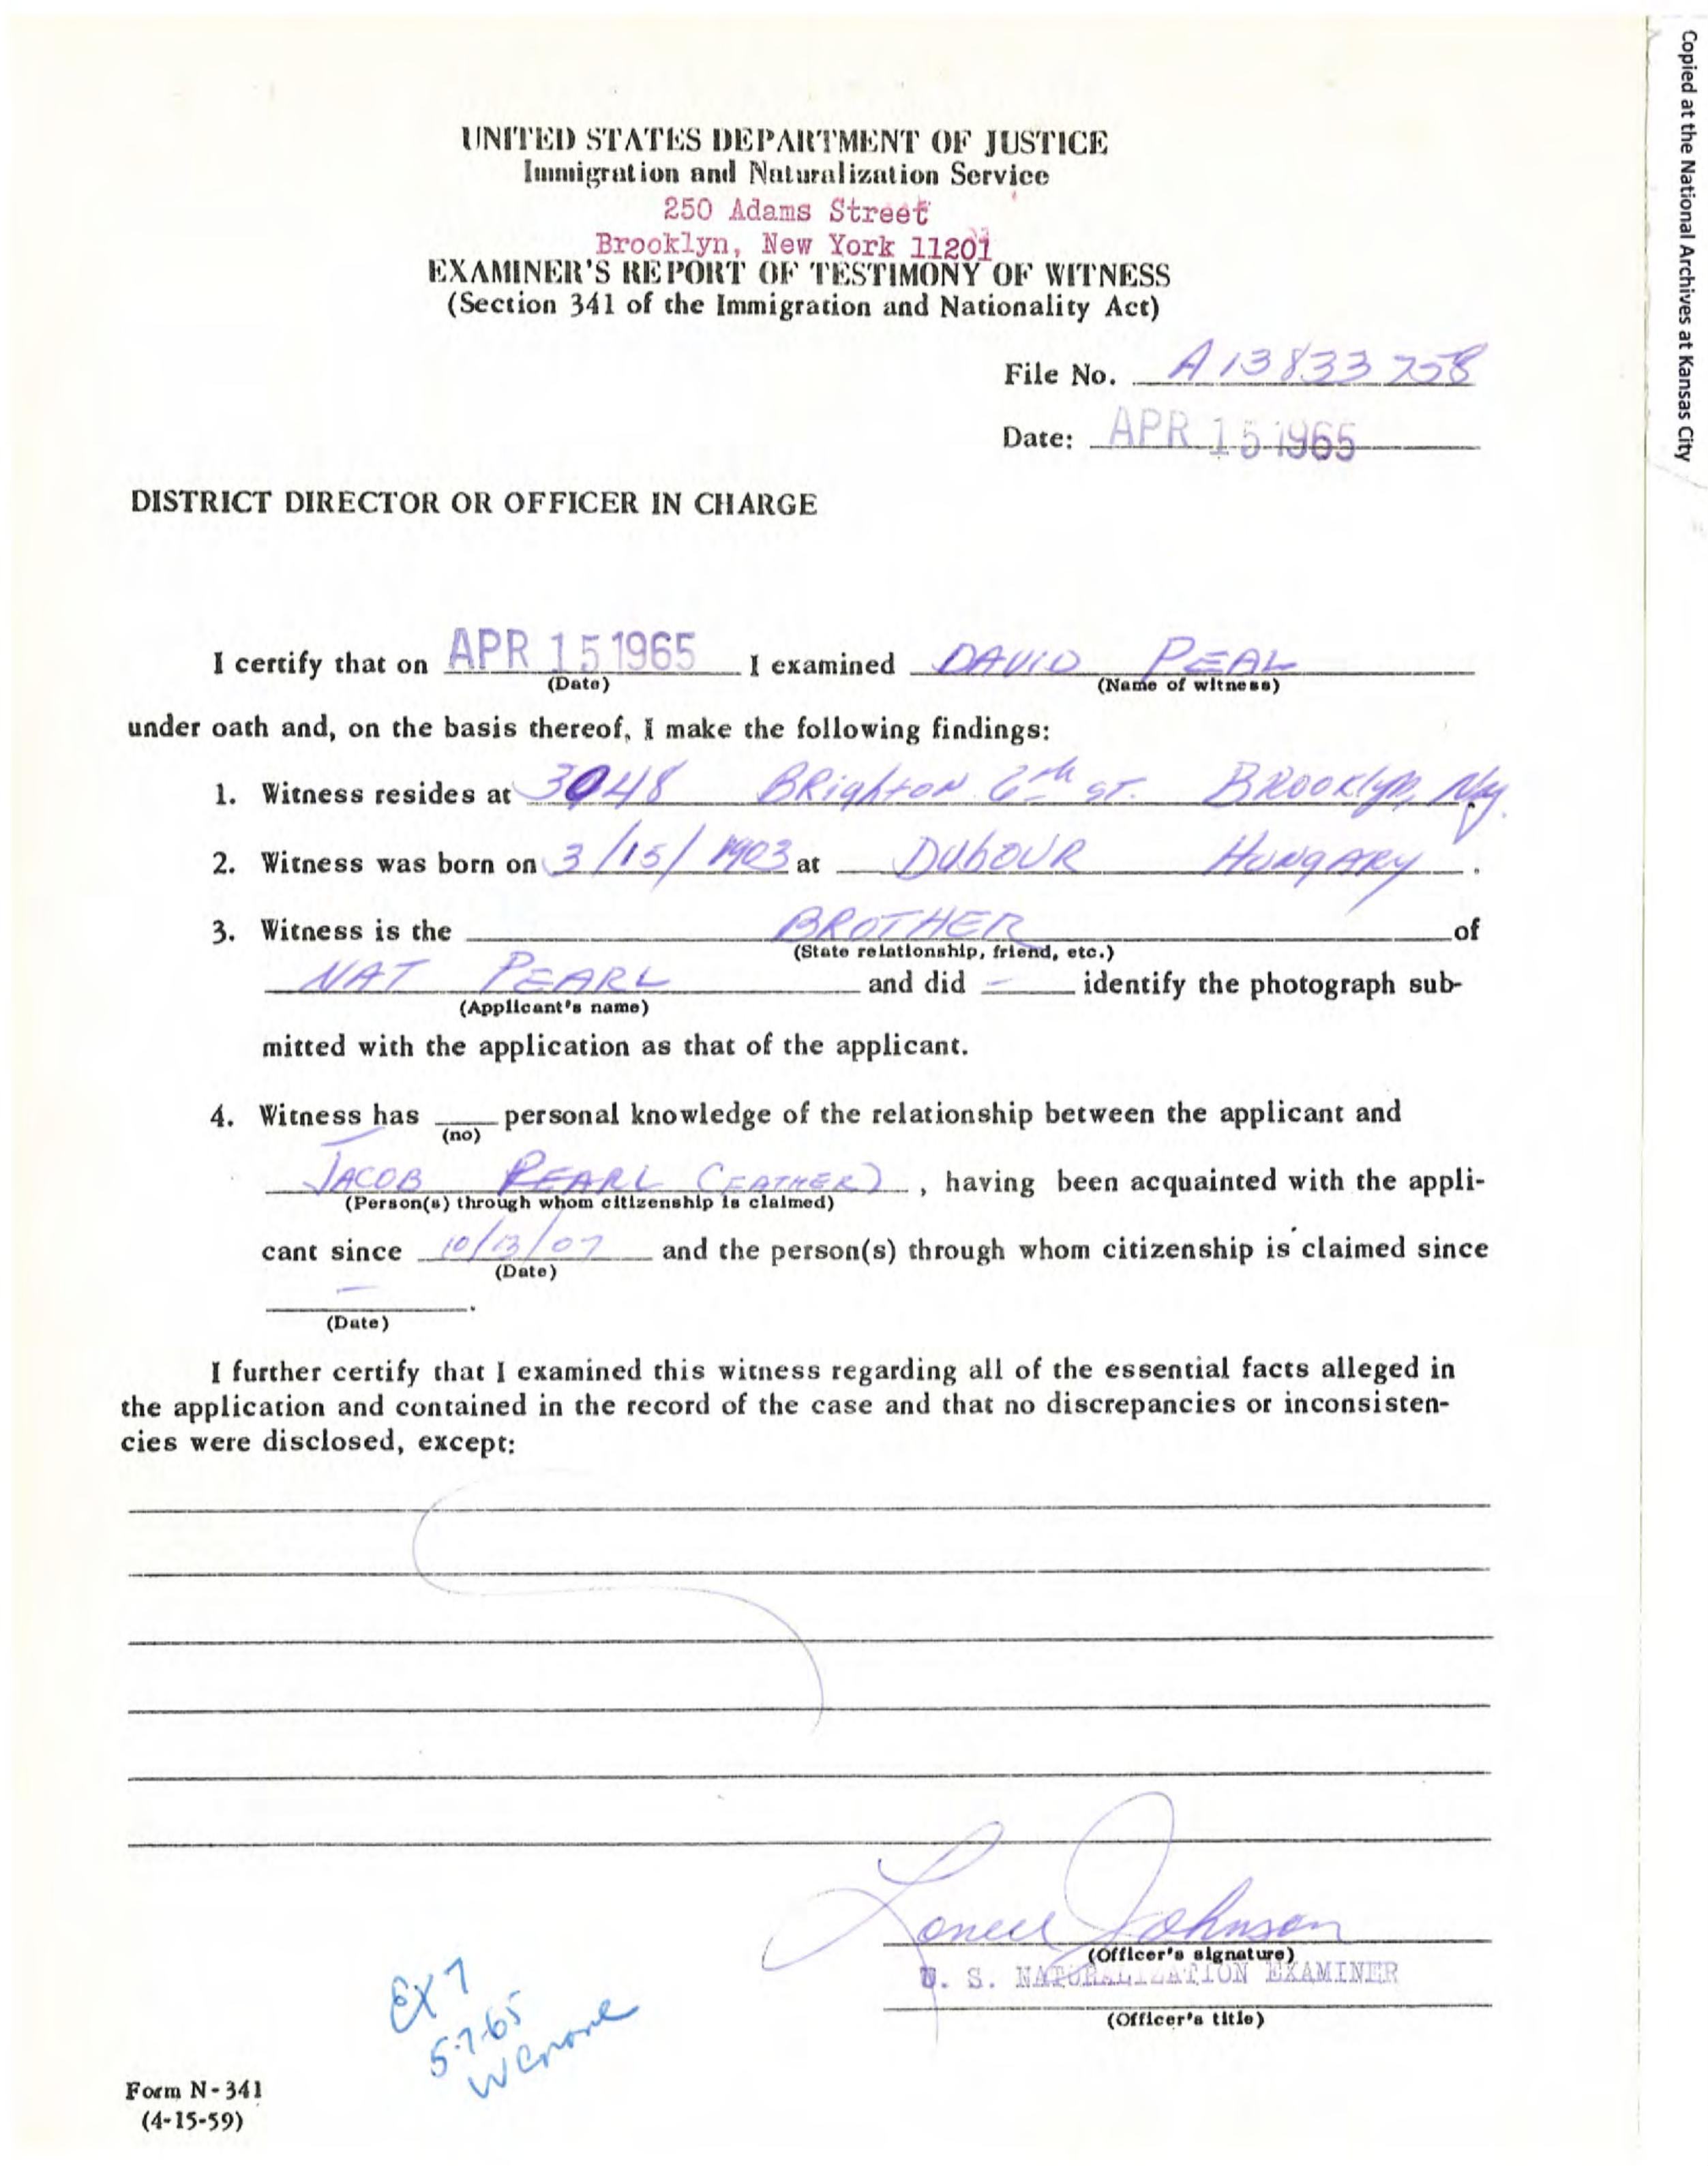 UNITED STATES DEPARTMENT OF JUSTICE
Immigration and Naturalization Service
250 Adams Street
Brooklyn, New York 11201
EXAMINER'S REPORT OF TESTIMONY OF WITNESS
(Section 341 of the Immigration and Nationality Act)
File No. A13 833 758
Date: APR 15 1965
DISTRICT DIRECTOR OR OFFICER IN CHARGE
I certify that on APR 15 1965 I examined DAVID PEAL
(Date) (Name of witness)
under oath and, on the basis thereof, I make the following findings:
1. Witness resides at 3048 Brighton 6th ST. Brooklyn, Ny.
2. Witness was born on 3/15/1903 at DUBOUR HUNGARY.
3. Witness is the BROTHER of
(State relationship, friend, etc.)
NAT PEARL and did — identify the photograph sub-
(Applicant's name)
mitted with the application as that of the applicant.
4. Witness has personal knowledge of the relationship between the applicant and
(no)
JACOB PEARL (FATHER), having been acquainted with the appli-
(Person(s) through whom citizenship is claimed)
cant since 10/13/07 and the person(s) through whom citizenship is claimed since
(Date)
— .
(Date)
I further certify that I examined this witness regarding all of the essential facts alleged in
the application and contained in the record of the case and that no discrepancies or inconsisten-
cies were disclosed, except:
Johnson
(Officer's signature)
U. S. NATURALIZATION EXAMINER
(Officer's title)
EX 7
5-7-65
Form N-341
(4-15-59)
Copied at the National Archives at Kansas City